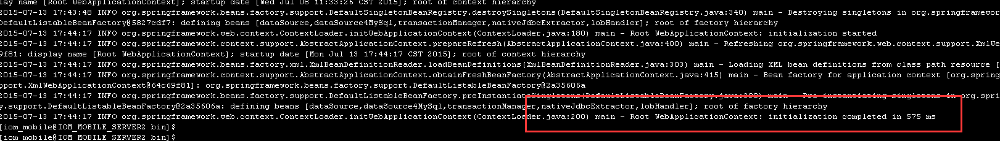 lay name [Root WebApplicationContext]; startup date [Wed Jul 08 11:33:26 CST 2015]; root of context hierarchy
2015-07-13 17:43:48 INFO org.springframework.beans.factory.support.DefaultSingletonBeanRegistry.destroySingletons(DefaultSingletonBeanRegistry.java:340) main - Destroying singletons in org.springframework
DefaultListableBeanFactory@5827cdf7: defining beans [dataSource,dataSource4MySql,transactionManager,nativeJdbcExtractor,lobHandler]; root of factory hierarchy
2015-07-13 17:44:17 INFO org.springframework.web.context.ContextLoader.initWebApplicationContext(ContextLoader.java:180) main - Root WebApplicationContext: initialization started
2015-07-13 17:44:17 INFO org.springframework.context.support.AbstractApplicationContext.prepareRefresh(AbstractApplicationContext.java:400) main - Refreshing org.springframework.web.context.support.XmlWe
9f81: display name [Root WebApplicationContext]; startup date [Mon Jul 13 17:44:17 CST 2015]; root of context hierarchy
2015-07-13 17:44:17 INFO org.springframework.beans.factory.xml.XmlBeanDefinitionReader.loadBeanDefinitions(XmlBeanDefinitionReader.java:303) main - Loading XML bean definitions from class path resource [
2015-07-13 17:44:17 INFO org.springframework.context.support.AbstractApplicationContext.obtainFreshBeanFactory(AbstractApplicationContext.java:415) main - Bean factory for application context [org.spring
pport.XmlWebApplicationContext@64c69f81]: org.springframework.beans.factory.support.DefaultListableBeanFactory@2a35606a
2015-07-13 17:44:17 INFO org.springframework.beans.factory.support.DefaultListableBeanFactory.preInstantiateSingletons(DefaultListableBeanFactory.java:398) main - Pre-instantiating singletons in org.spri
y.support.DefaultListableBeanFactory@2a35606a: defining beans [dataSource,dataSource4MySql,transactionManager,nativeJdbcExtractor,lobHandler]; root of factory hierarchy
2015-07-13 17:44:17 INFO org.springframework.web.context.ContextLoader.initWebApplicationContext(ContextLoader.java:200) main - Root WebApplicationContext: initialization completed in 575 ms
[iom_mobile@IOM_MOBILE_SERVER2 bin]$
[iom_mobile@IOM_MOBILE_SERVER2 bin]$